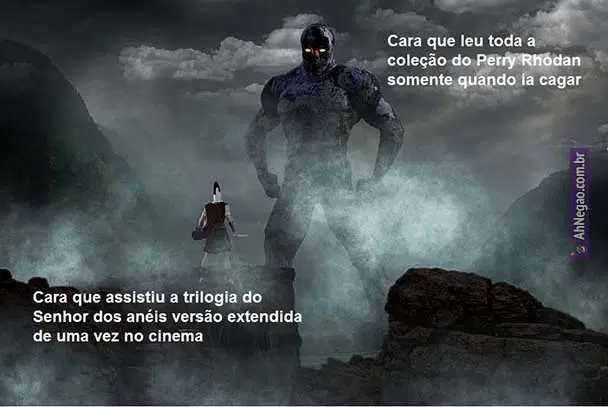 Cara que leu toda a
coleção do Perry Rhodan
somente quando ia cagar
AhNegao.com.br
Cara que assistiu a trilogia do
Senhor dos anéis versão extendida
de uma vez no cinema